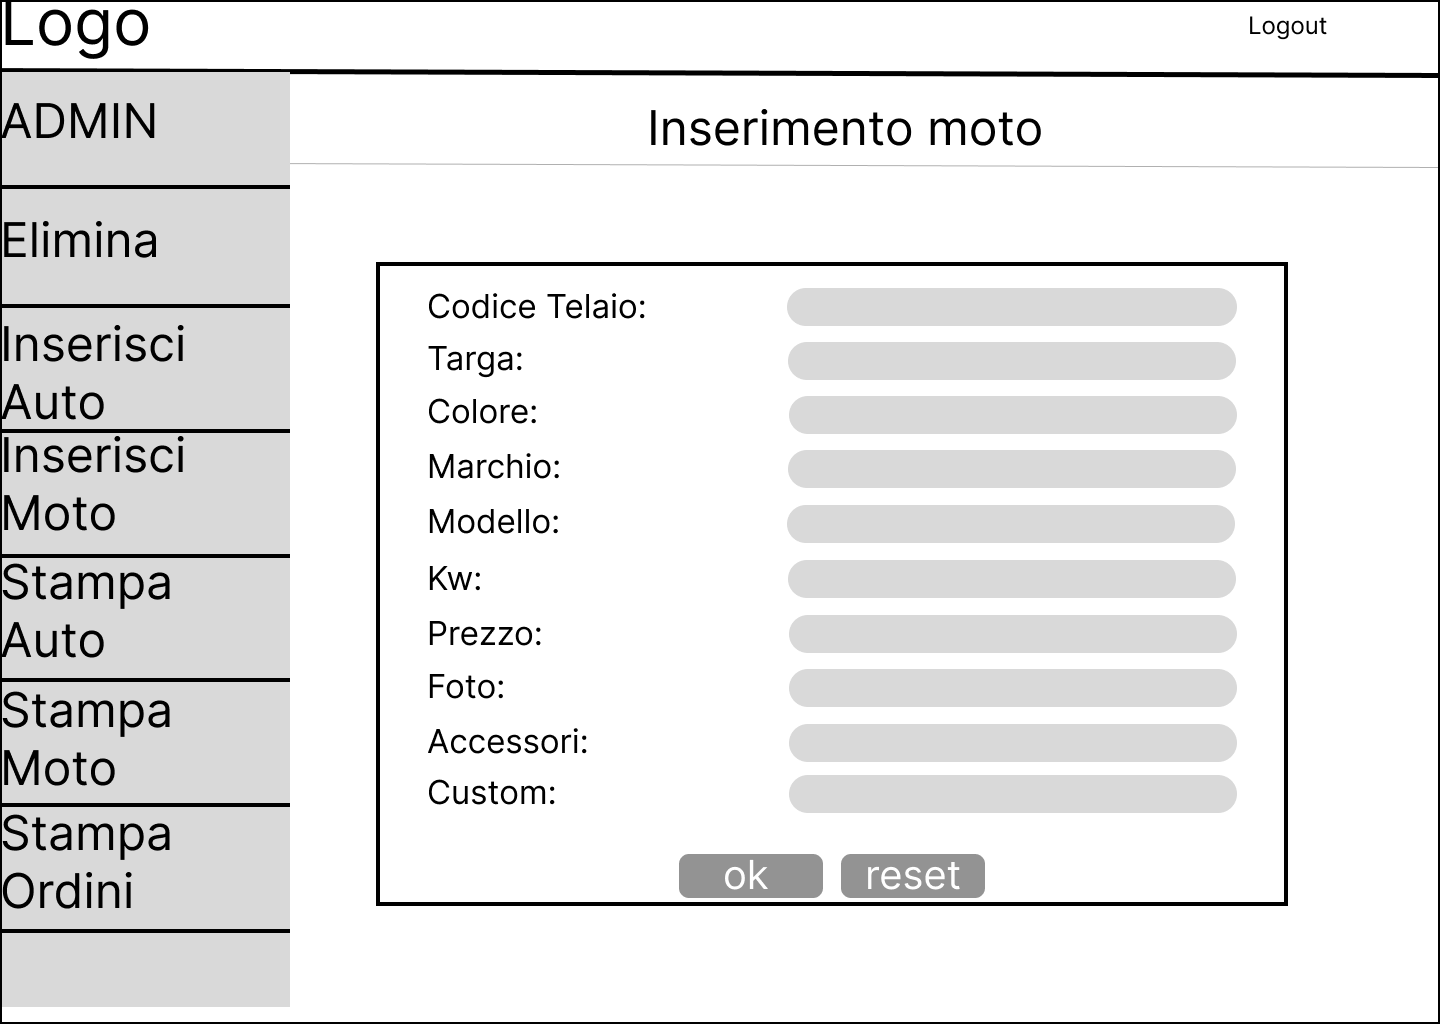 Logo
Logout
ADMIN
Elimina
Inserisci
Auto
Inserisci
Moto
Stampa
Auto
Stampa
Moto
Stampa
Ordini
Inserimento moto
Codice Telaio:
Targa:
Colore:
Marchio:
Modello:
Kw:
Prezzo:
Foto:
Accessori:
Custom:
ok
reset